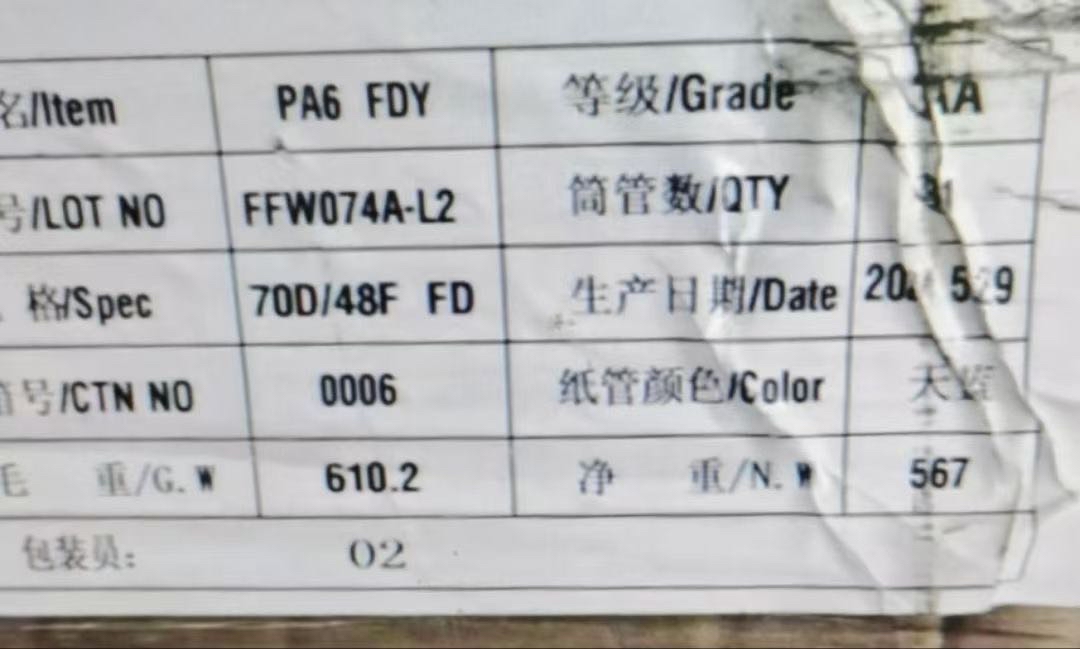 名/Item PA6 FDY 等级/Grade
号/LOT NO FFW074A-L2 筒管数/QTY
格/Spec 70D/48F FD 生产日期/Date
号/CTN NO 0006 纸管颜色/Color 天蓝
毛 重/G.W 610.2 净 重/N.W 567
包装员: 02